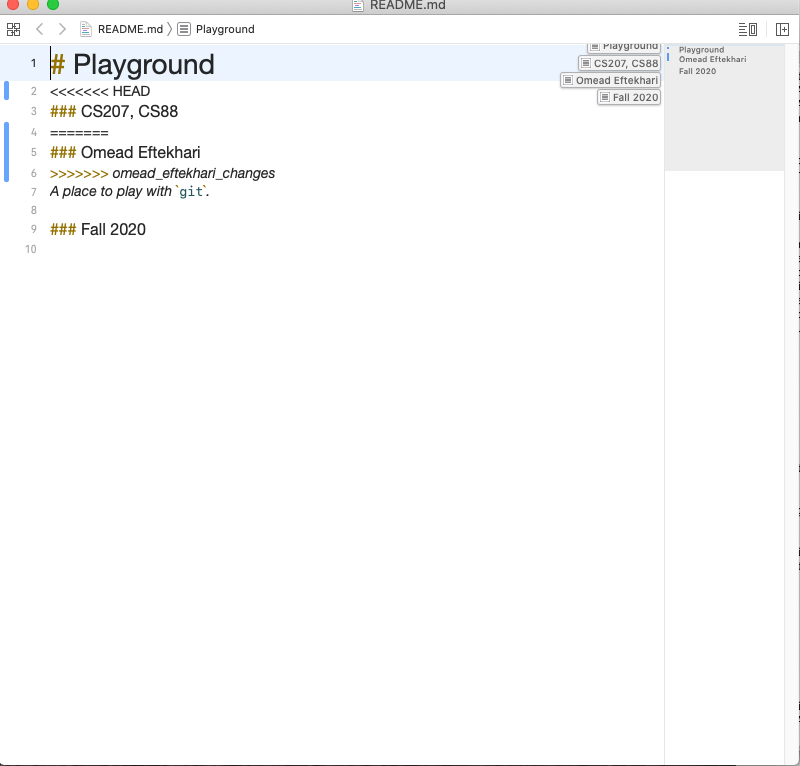 README.md
README.md 〉 Playground
1 # Playground
2 <<<<<<< HEAD
3 ### CS207, CS88
4 =======
5 ### Omead Eftekhari
6 >>>>>>> omead_eftekhari_changes
7 A place to play with `git`.
8
9 ### Fall 2020
10
Playground
CS207, CS88
Omead Eftekhari
Fall 2020
Playground
Omead Eftekhari
Fall 2020